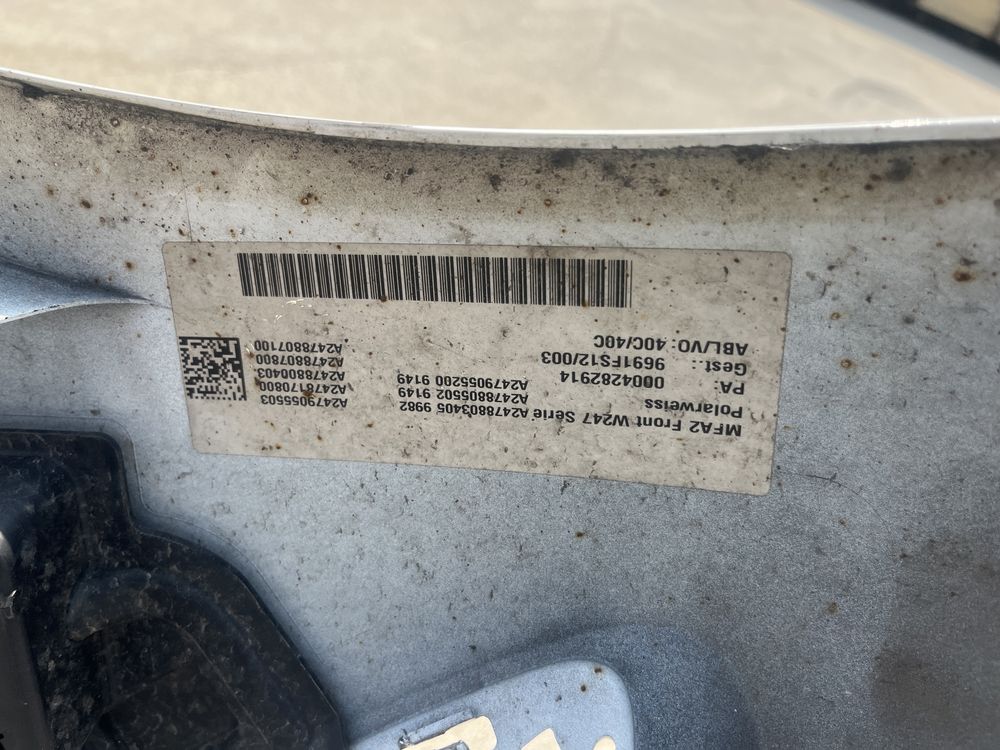 MFA2 Front W247 Serie A2478803405 9982
Polarweiss
A2478805502 9149
A2479055200 9149
PA: 0004282914
Gest.: 9691FS12/003
ABL/VO: 40C/40C
A2479055503
A2478170800
A2478800403
A2478807800
A2478807100